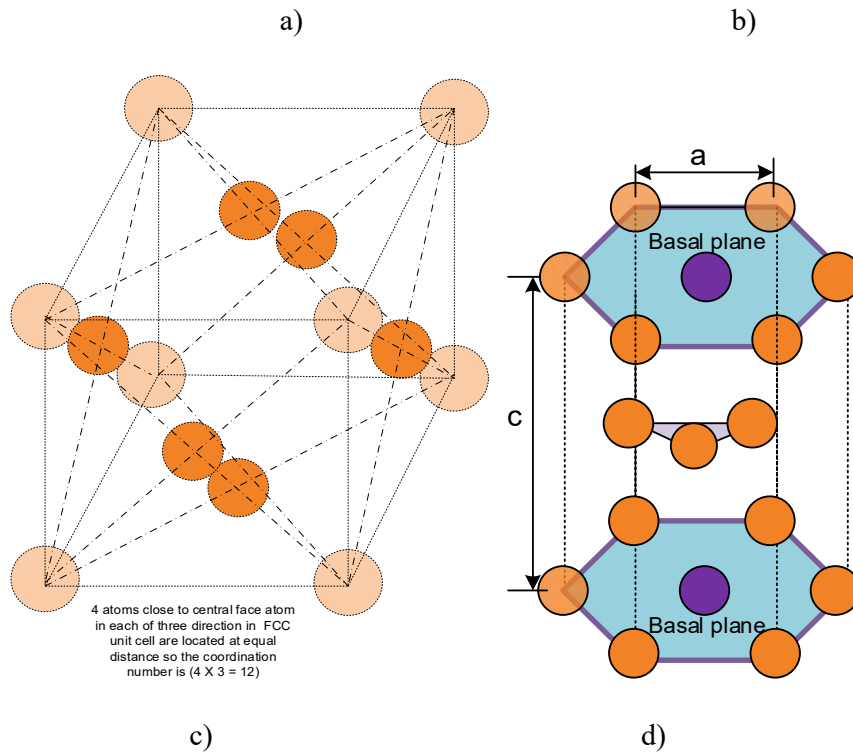 a)
b)
a
Basal plane
c
Basal plane
4 atoms close to central face atom
in each of three direction in FCC
unit cell are located at equal
distance so the coordination
number is (4 X 3 = 12)
c)
d)